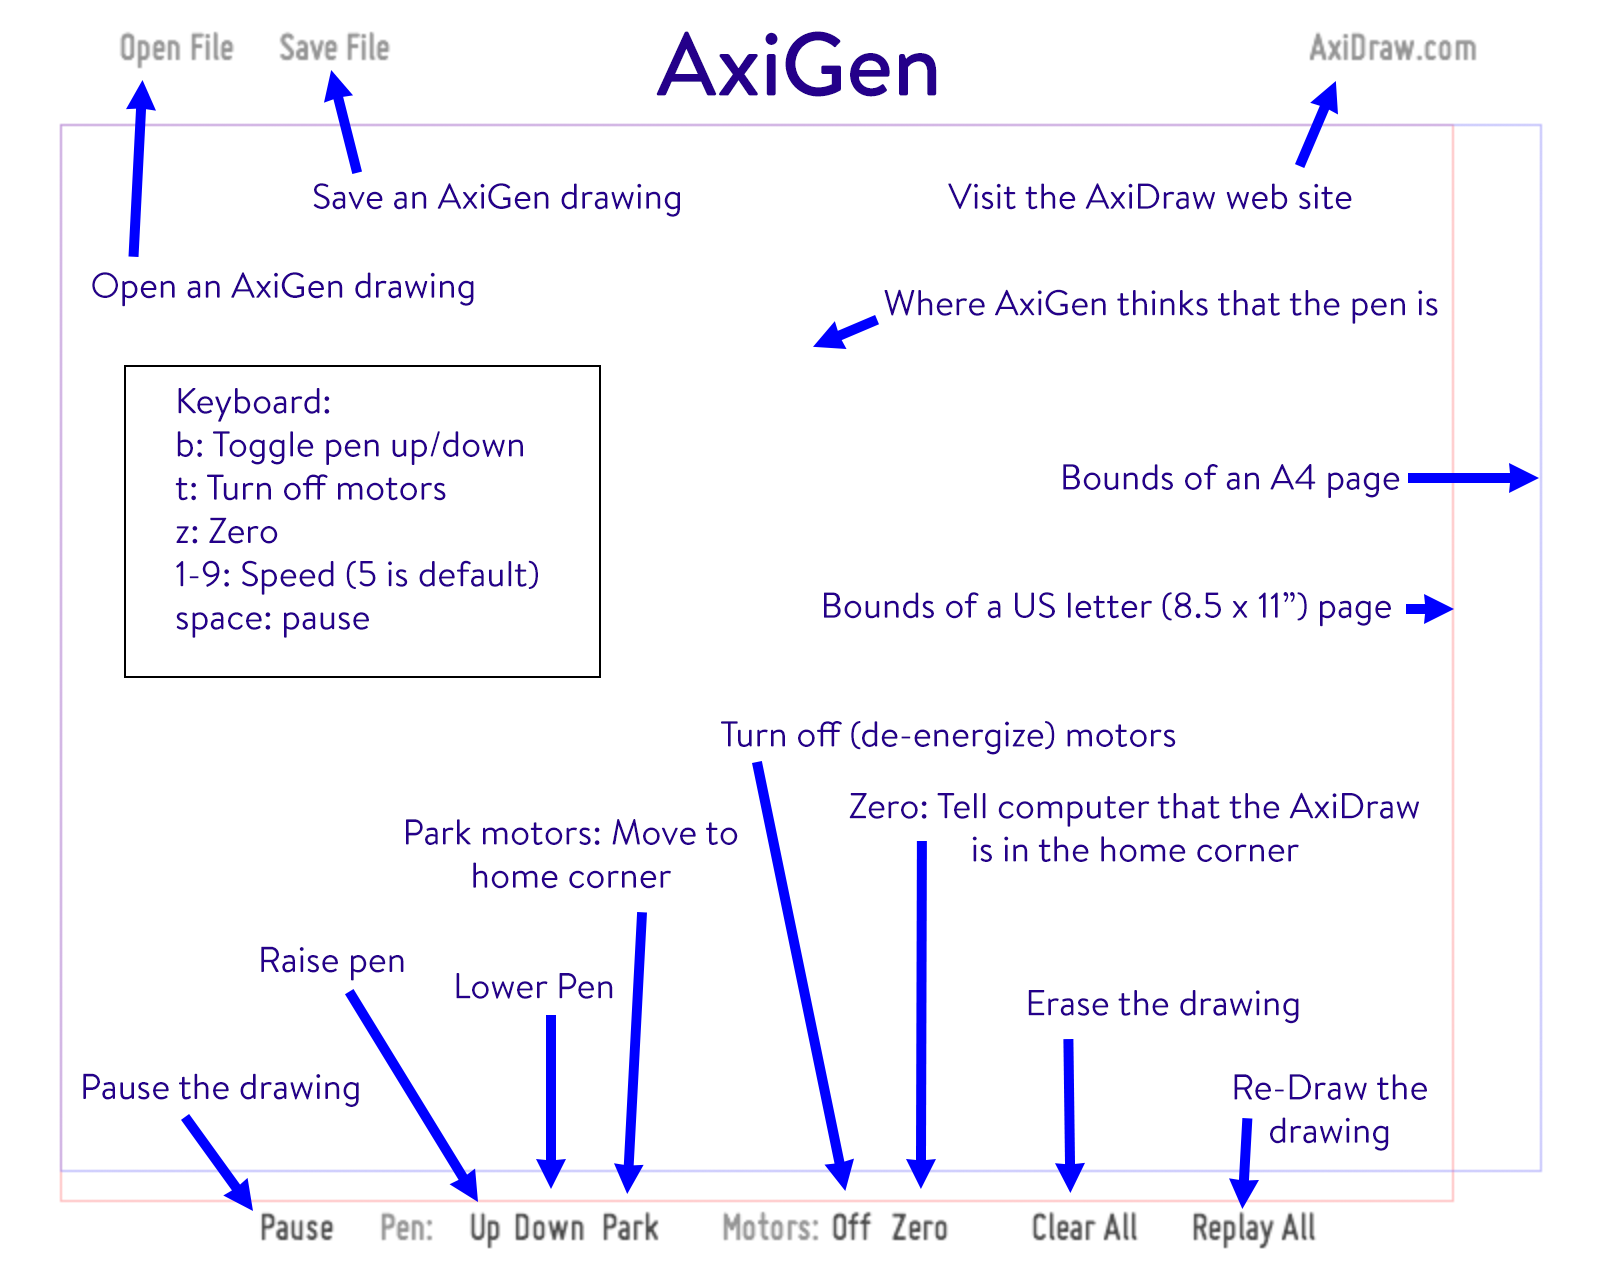 Open File
Save File
AxiGen
AxiDraw.com
Save an AxiGen drawing
Visit the AxiDraw web site
Open an AxiGen drawing
Where AxiGen thinks that the pen is
Keyboard:
b: Toggle pen up/down
t: Turn off motors
z: Zero
1-9: Speed (5 is default)
space: pause
Bounds of an A4 page
Bounds of a US letter (8.5 x 11”) page
Turn off (de-energize) motors
Zero: Tell computer that the AxiDraw
is in the home corner
Park motors: Move to
home corner
Raise pen
Lower Pen
Erase the drawing
Pause the drawing
Re-Draw the
drawing
Pause
Pen:
Up
Down
Park
Motors:
Off
Zero
Clear All
Replay All